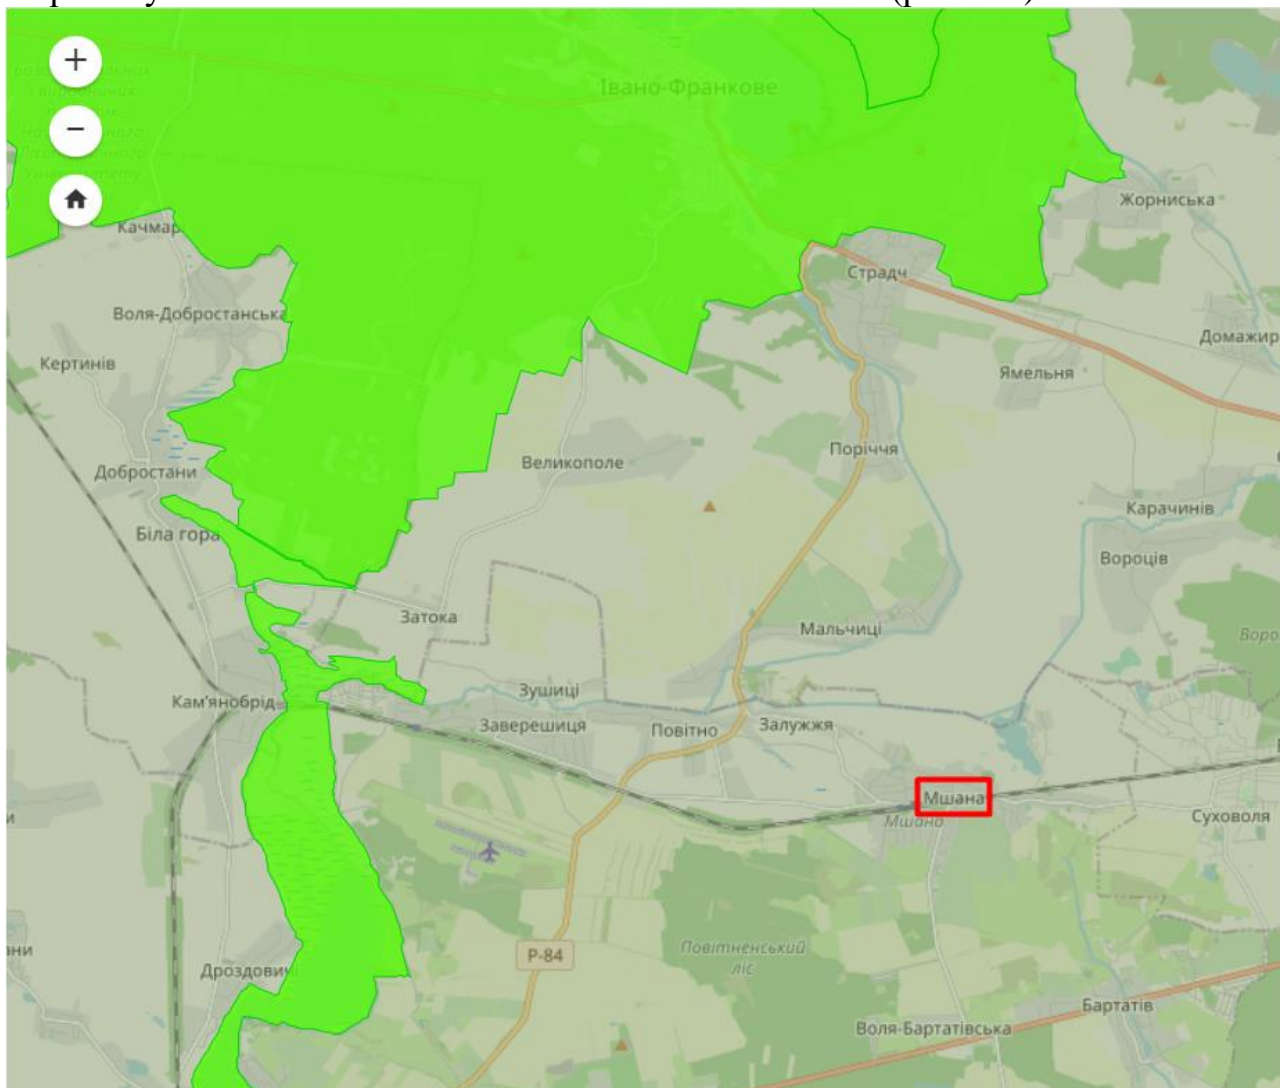 +
Івано-Франкове
−
Жорниська
Качмар
Страдч
Воля-Добростанська
Домажир
Кертинів
Ямельня
Поріччя
Великополе
Добростани
Карачинів
Біла гора
Вороців
Затока
Мальчиці
Воро
Зушиці
Кам'янобрід
Заверешиця
Повітно
Залужжя
Мшана
Мшана
Суховоля
Повітненський
ліс
Р-84
Дроздовичі
Бартатів
Воля-Бартатівська